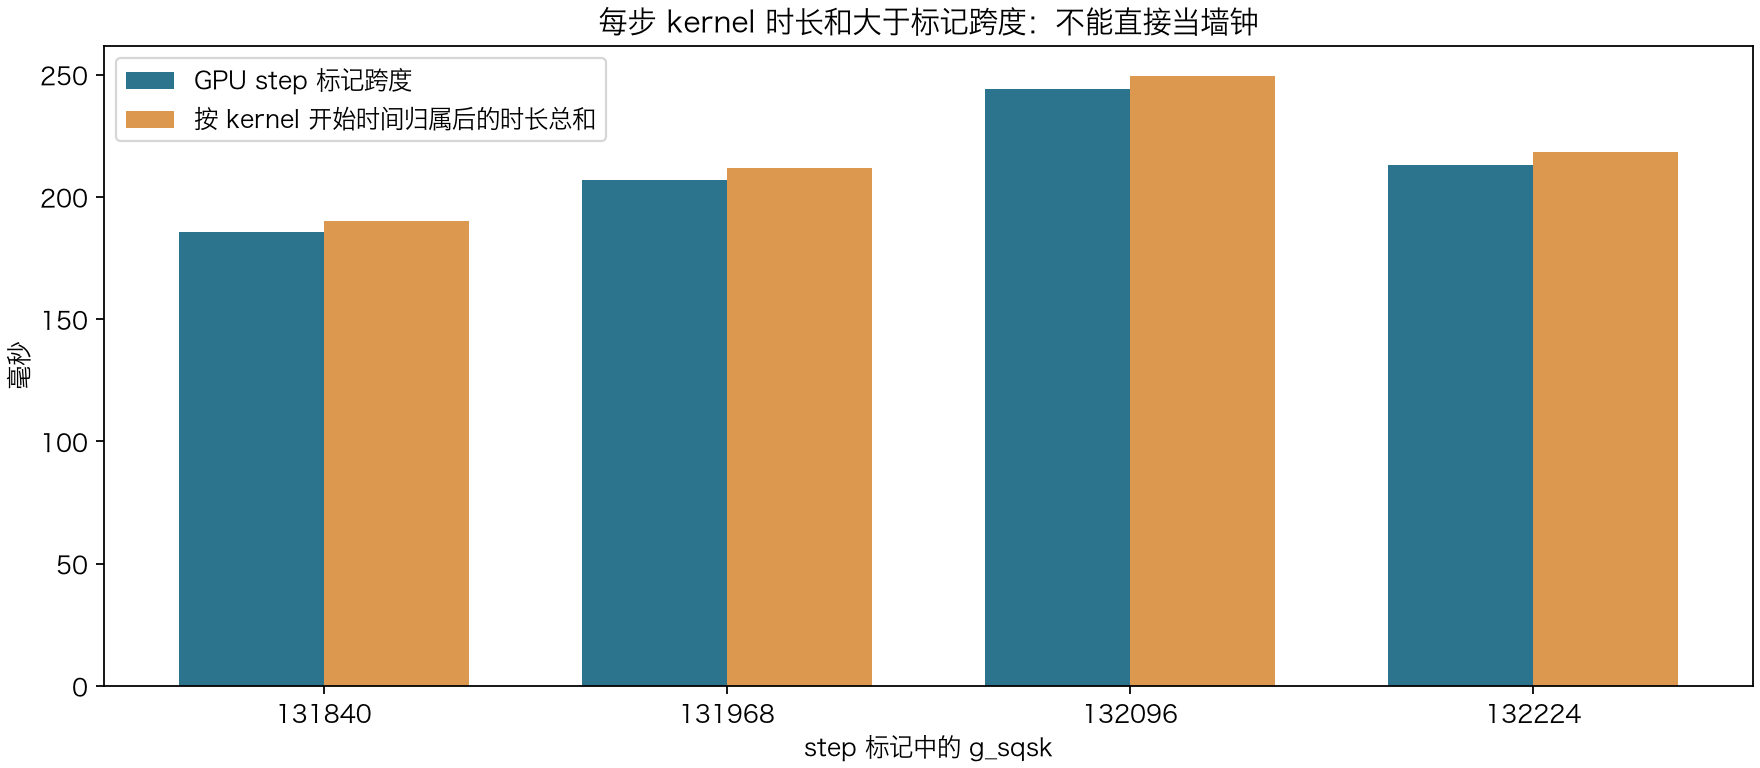 每步 kernel 时长和大于标记跨度：不能直接当墙钟
GPU step 标记跨度
按 kernel 开始时间归属后的时长总和
毫秒
250
200
150
100
50
0
131840
131968
132096
132224
step 标记中的 g_sqsk